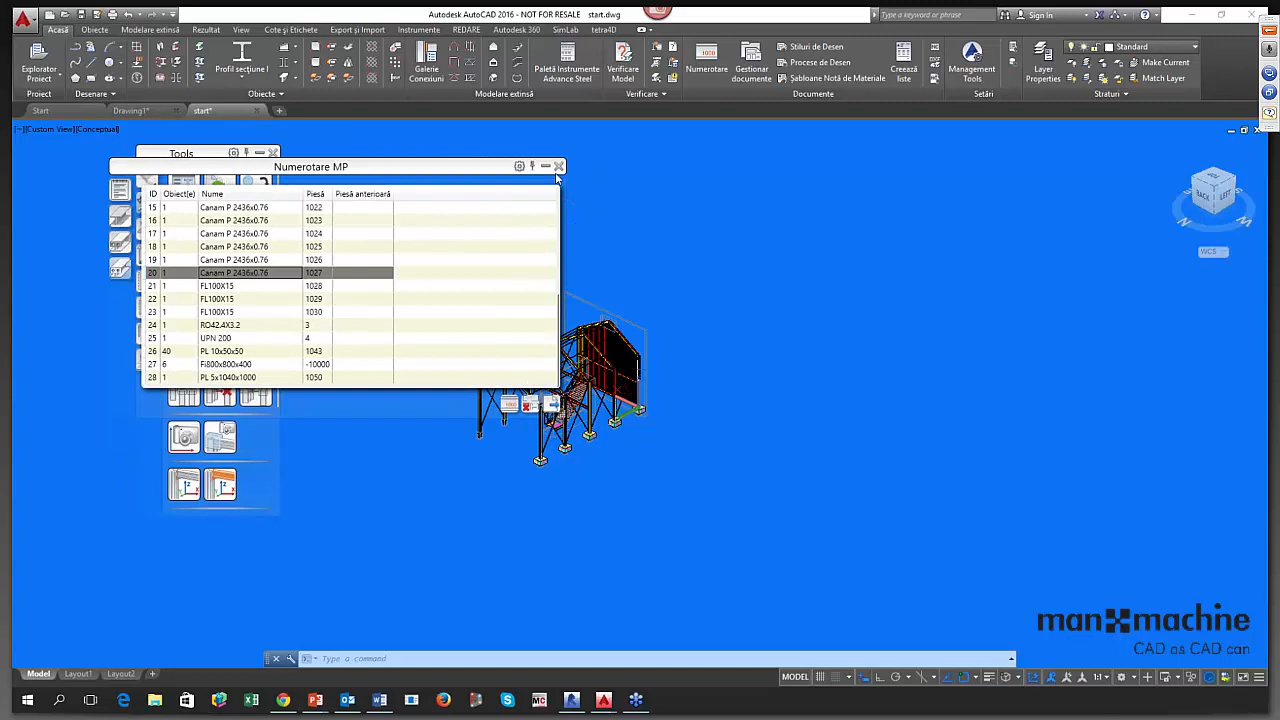 Autodesk AutoCAD 2016 - NOT FOR RESALE start.dwg
Type a keyword or phrase
Sign In
Acasă Obiecte Modelare extinsă Rezultat View Cote și Etichete Export și Import Instrumente REDARE Autodesk 360 SimLab tetra4D
Explorator Proiect
Profil secțiune I
Galerie Conexiuni
Paletă Instrumente Advance Steel
Verificare Model
Numerotare
Gestionar documente
Stiluri de Desen
Procese de Desen
Șabloane Notă de Materiale
Creează liste
Management Tools
Layer Properties
Standard
Make Current
Match Layer
Proiect Desenare Obiecte Modelare extinsă Verificare Documente Setări Straturi
Start Drawing1* start*
[−][Custom View][Conceptual]
Tools
Numerotare MP
ID Obiect(e) Nume Piesă Piesă anterioară
15 1 Canam P 2436x0.76 1022
16 1 Canam P 2436x0.76 1023
17 1 Canam P 2436x0.76 1024
18 1 Canam P 2436x0.76 1025
19 1 Canam P 2436x0.76 1026
20 1 Canam P 2436x0.76 1027
21 1 FL100X15 1028
22 1 FL100X15 1029
23 1 FL100X15 1030
24 1 RO42.4X3.2 3
25 1 UPN 200 4
26 40 PL 10x50x50 1043
27 6 Fi800x800x400 -10000
28 1 PL 5x1040x1000 1050
BACK LEFT
N W
WCS
man machine
CAD as CAD can
Type a command
Model Layout1 Layout2
MODEL
1:1